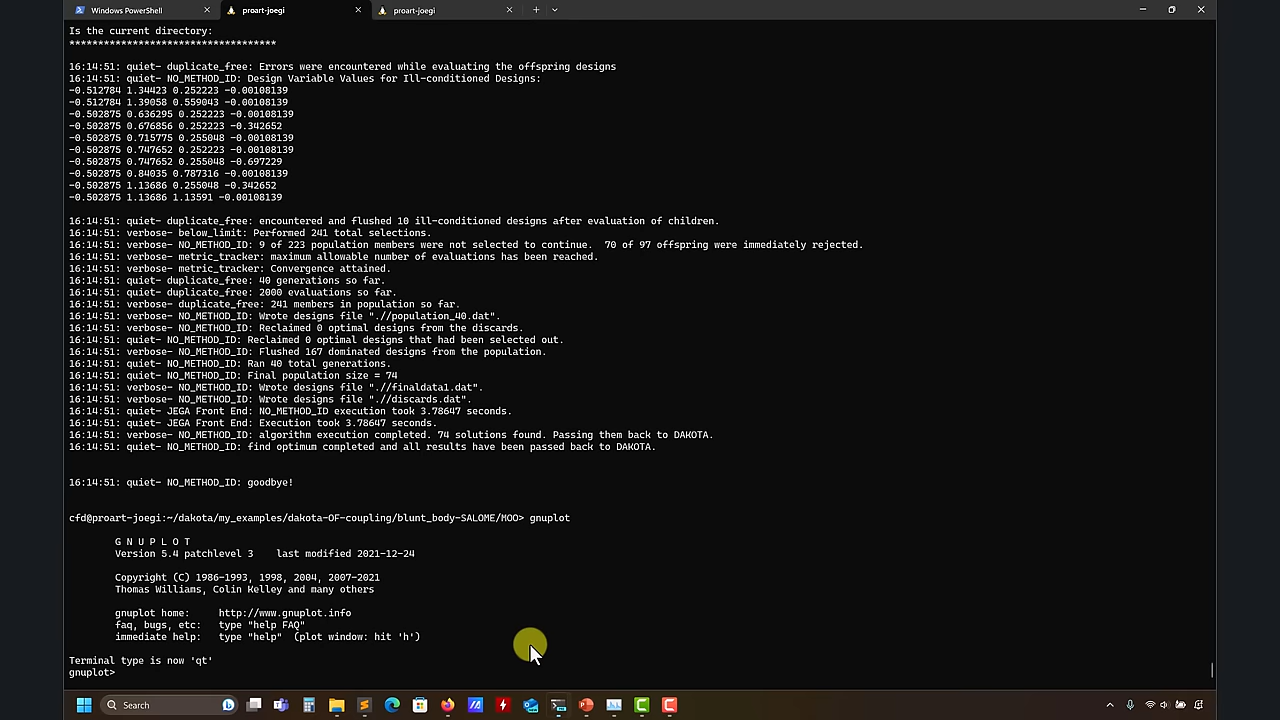 Windows PowerShell
proart-joegi
proart-joegi
Is the current directory:
***********************************
16:14:51: quiet- duplicate_free: Errors were encountered while evaluating the offspring designs
16:14:51: quiet- NO_METHOD_ID: Design Variable Values for Ill-conditioned Designs:
-0.512784 1.34423 0.252223 -0.00108139
-0.512784 1.39058 0.559043 -0.00108139
-0.502875 0.636295 0.252223 -0.00108139
-0.502875 0.676856 0.252223 -0.342652
-0.502875 0.715775 0.255048 -0.00108139
-0.502875 0.747652 0.252223 -0.00108139
-0.502875 0.747652 0.255048 -0.697229
-0.502875 0.84035 0.787316 -0.00108139
-0.502875 1.13686 0.255048 -0.342652
-0.502875 1.13686 1.13591 -0.00108139
16:14:51: quiet- duplicate_free: encountered and flushed 10 ill-conditioned designs after evaluation of children.
16:14:51: verbose- below_limit: Performed 241 total selections.
16:14:51: verbose- NO_METHOD_ID: 9 of 223 population members were not selected to continue.  70 of 97 offspring were immediately rejected.
16:14:51: verbose- metric_tracker: maximum allowable number of evaluations has been reached.
16:14:51: verbose- metric_tracker: Convergence attained.
16:14:51: quiet- duplicate_free: 40 generations so far.
16:14:51: quiet- duplicate_free: 2000 evaluations so far.
16:14:51: verbose- duplicate_free: 241 members in population so far.
16:14:51: verbose- NO_METHOD_ID: Wrote designs file ".//population_40.dat".
16:14:51: verbose- NO_METHOD_ID: Reclaimed 0 optimal designs from the discards.
16:14:51: quiet- NO_METHOD_ID: Reclaimed 0 optimal designs that had been selected out.
16:14:51: verbose- NO_METHOD_ID: Flushed 167 dominated designs from the population.
16:14:51: quiet- NO_METHOD_ID: Ran 40 total generations.
16:14:51: quiet- NO_METHOD_ID: Final population size = 74
16:14:51: verbose- NO_METHOD_ID: Wrote designs file ".//finaldata1.dat".
16:14:51: verbose- NO_METHOD_ID: Wrote designs file ".//discards.dat".
16:14:51: quiet- JEGA Front End: NO_METHOD_ID execution took 3.78647 seconds.
16:14:51: quiet- JEGA Front End: Execution took 3.78647 seconds.
16:14:51: verbose- NO_METHOD_ID: algorithm execution completed. 74 solutions found. Passing them back to DAKOTA.
16:14:51: quiet- NO_METHOD_ID: find optimum completed and all results have been passed back to DAKOTA.
16:14:51: quiet- NO_METHOD_ID: goodbye!
cfd@proart-joegi:~/dakota/my_examples/dakota-OF-coupling/blunt_body-SALOME/MOO> gnuplot
G N U P L O T
Version 5.4 patchlevel 3    last modified 2021-12-24
Copyright (C) 1986-1993, 1998, 2004, 2007-2021
Thomas Williams, Colin Kelley and many others
gnuplot home:     http://www.gnuplot.info
faq, bugs, etc:   type "help FAQ"
immediate help:   type "help"  (plot window: hit 'h')
Terminal type is now 'qt'
gnuplot>
Search